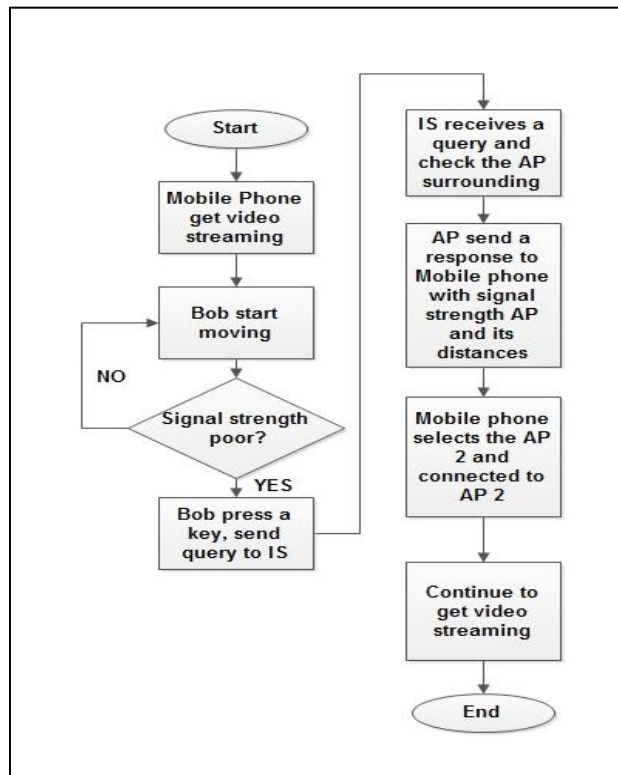 Start
Mobile Phone
get video
streaming
Bob start
moving
NO
Signal strength
poor?
YES
Bob press a
key, send
query to IS
IS receives a
query and
check the AP
surrounding
AP send a
response to
Mobile phone
with signal
strength AP
and its
distances
Mobile phone
selects the AP
2 and
connected to
AP 2
Continue to
get video
streaming
End